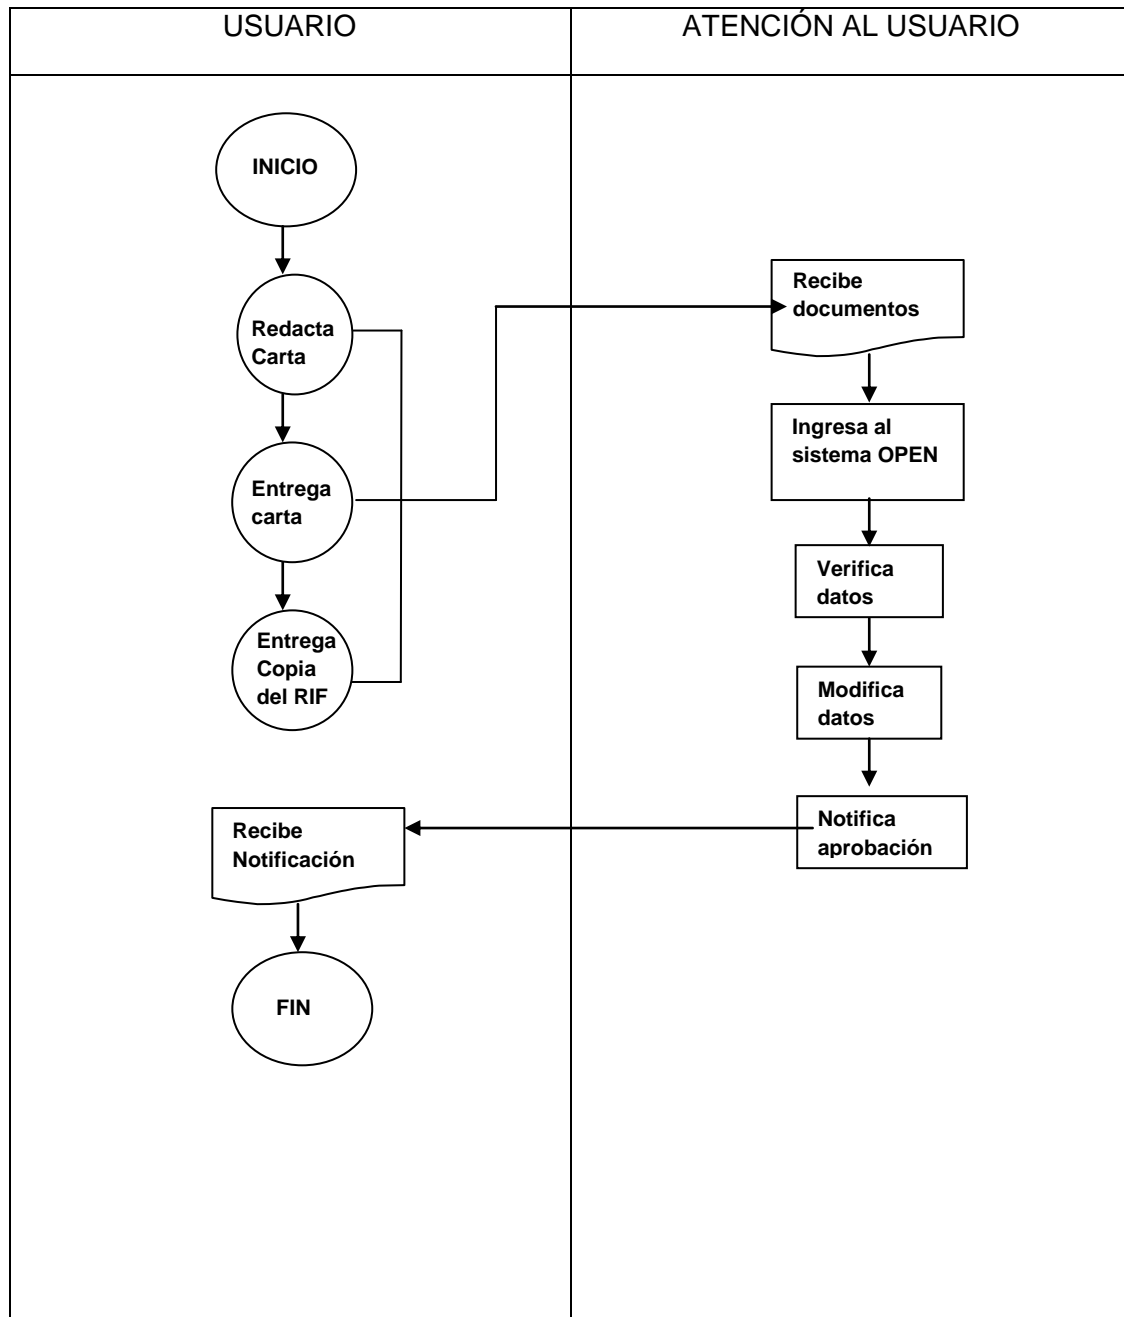 USUARIO
ATENCIÓN AL USUARIO
INICIO
Redacta
Carta
Entrega
carta
Entrega
Copia
del RIF
Recibe
documentos
Ingresa al
sistema OPEN
Verifica
datos
Modifica
datos
Notifica
aprobación
Recibe
Notificación
FIN